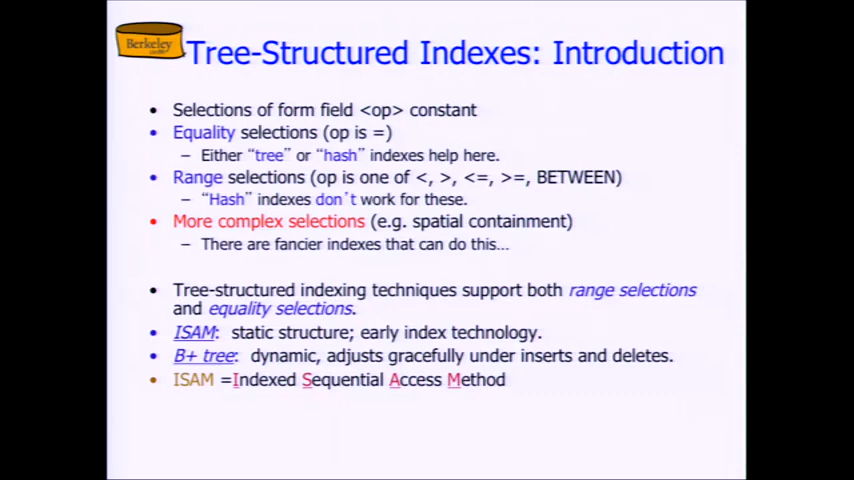 Berkeley
Tree-Structured Indexes: Introduction
• Selections of form field <op> constant
• Equality selections (op is =)
– Either “tree” or “hash” indexes help here.
• Range selections (op is one of <, >, <=, >=, BETWEEN)
– “Hash” indexes don’t work for these.
• More complex selections (e.g. spatial containment)
– There are fancier indexes that can do this…
• Tree-structured indexing techniques support both range selections
and equality selections.
• ISAM: static structure; early index technology.
• B+ tree: dynamic, adjusts gracefully under inserts and deletes.
• ISAM =Indexed Sequential Access Method